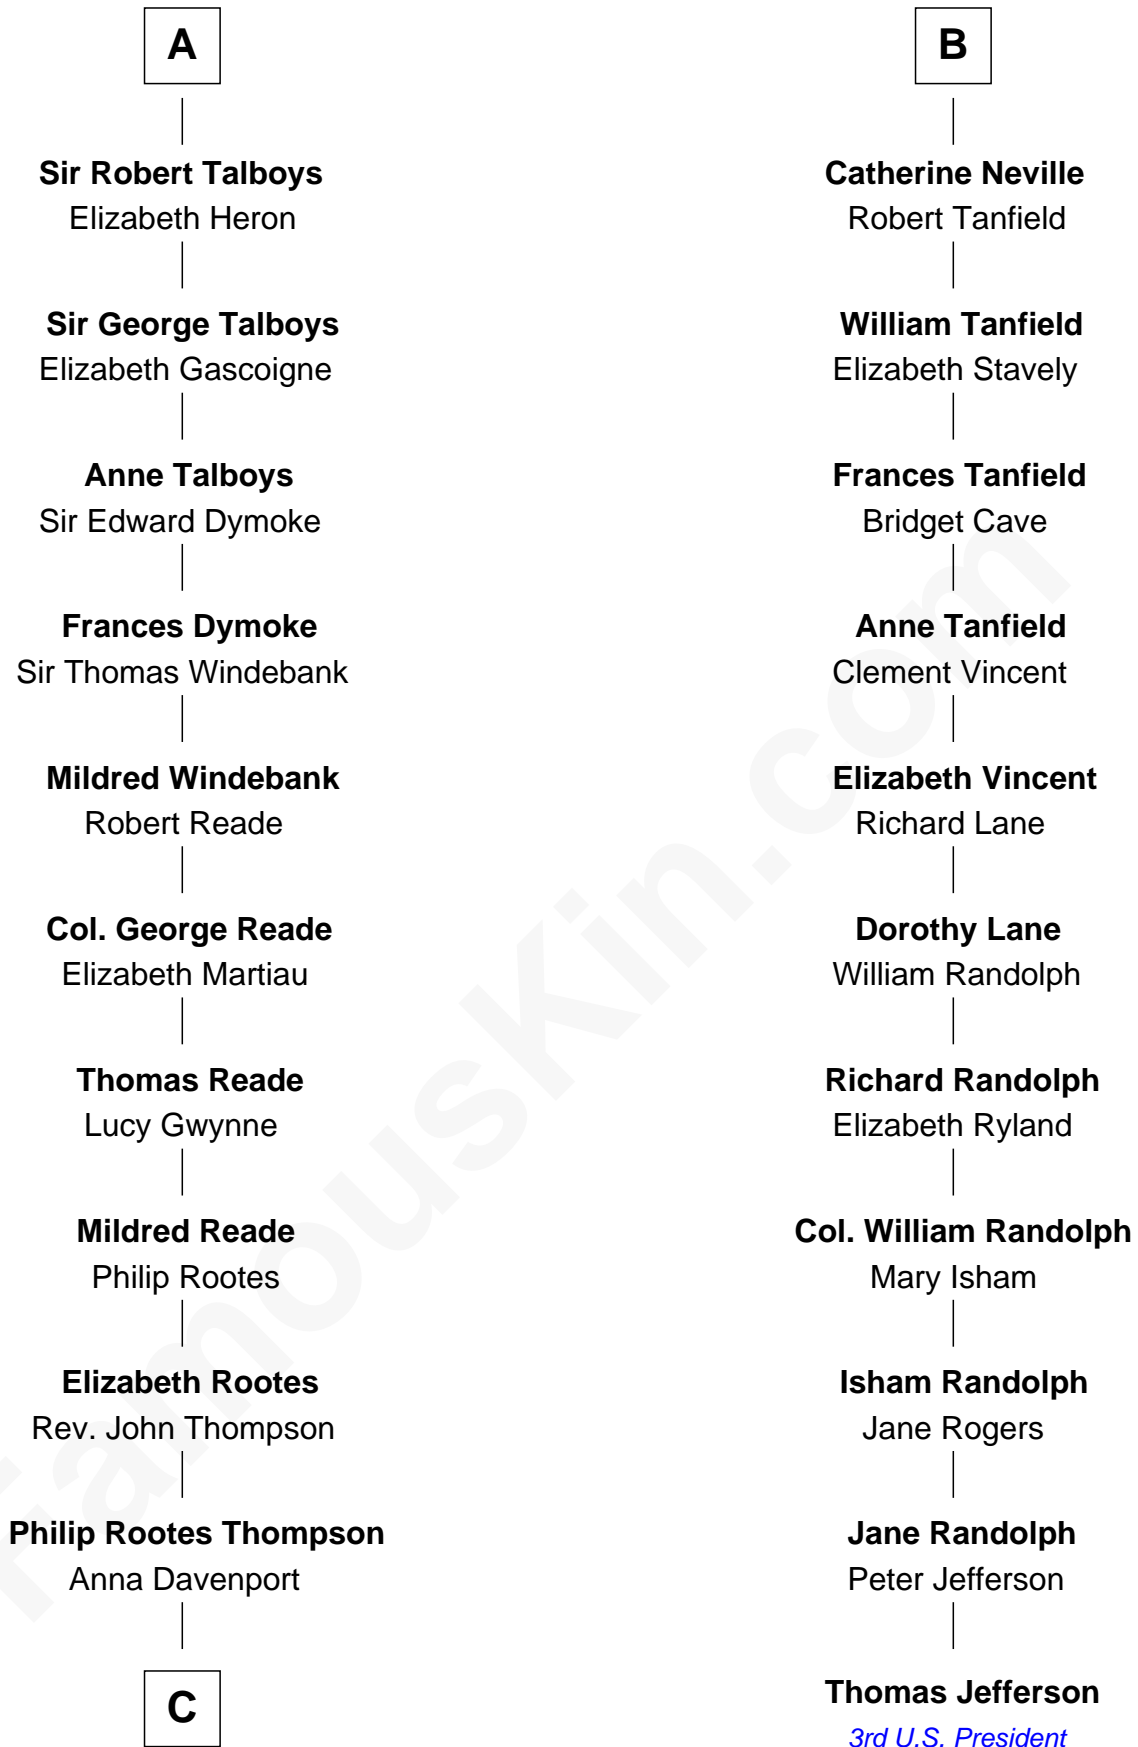 A
Sir Robert Talboys
Elizabeth Heron
Sir George Talboys
Elizabeth Gascoigne
Anne Talboys
Sir Edward Dymoke
Frances Dymoke
Sir Thomas Windebank
Mildred Windebank
Robert Reade
Col. George Reade
Elizabeth Martiau
Thomas Reade
Lucy Gwynne
Mildred Reade
Philip Rootes
Elizabeth Rootes
Rev. John Thompson
Philip Rootes Thompson
Anna Davenport
C
B
Catherine Neville
Robert Tanfield
William Tanfield
Elizabeth Stavely
Frances Tanfield
Bridget Cave
Anne Tanfield
Clement Vincent
Elizabeth Vincent
Richard Lane
Dorothy Lane
William Randolph
Richard Randolph
Elizabeth Ryland
Col. William Randolph
Mary Isham
Isham Randolph
Jane Rogers
Jane Randolph
Peter Jefferson
Thomas Jefferson
3rd U.S. President
FamousKin.com